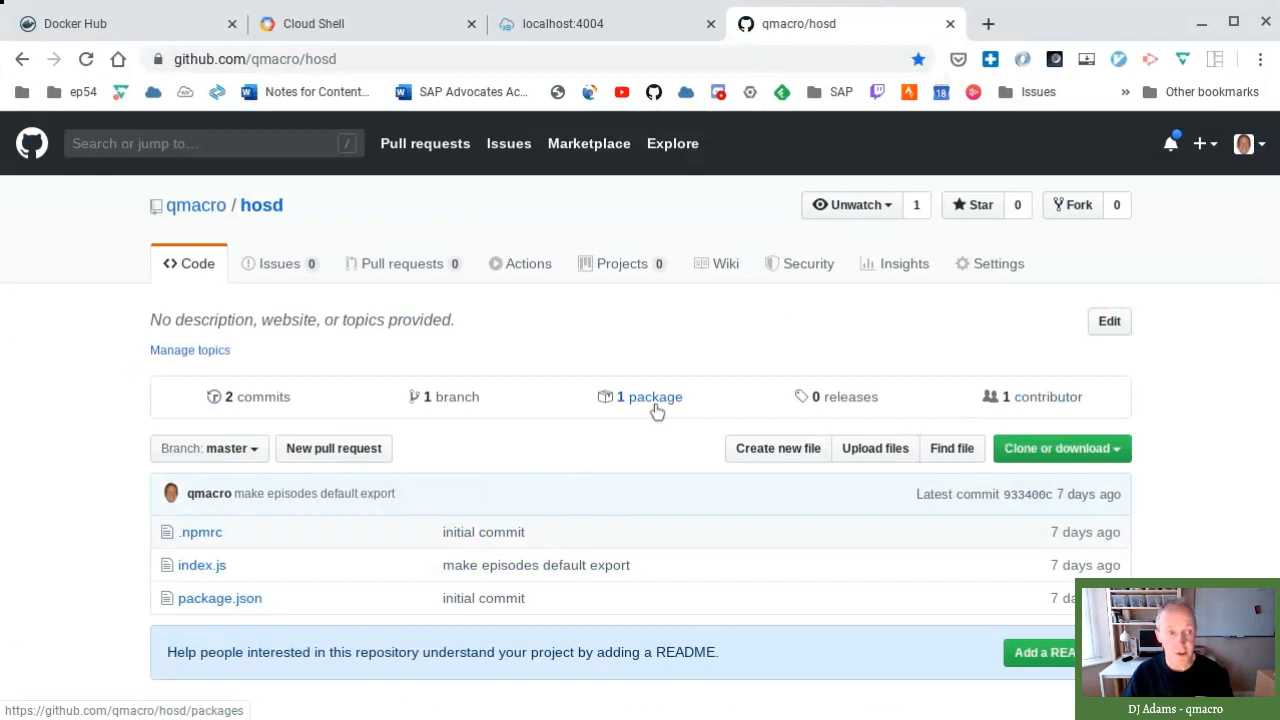 Docker Hub
Cloud Shell
localhost:4004
qmacro/hosd
github.com/qmacro/hosd
ep54
Notes for Content...
SAP Advocates Ac...
SAP
18
Issues
»
Other bookmarks
Search or jump to…
/
Pull requests
Issues
Marketplace
Explore
qmacro / hosd
Unwatch 1
Star 0
Fork 0
<> Code
Issues 0
Pull requests 0
Actions
Projects 0
Wiki
Security
Insights
Settings
No description, website, or topics provided.
Edit
Manage topics
2 commits
1 branch
1 package
0 releases
1 contributor
Branch: master
New pull request
Create new file
Upload files
Find file
Clone or download
qmacro make episodes default export
Latest commit 933400c 7 days ago
.npmrc initial commit 7 days ago
index.js make episodes default export 7 days ago
package.json initial commit 7 da
Help people interested in this repository understand your project by adding a README.
Add a REA
https://github.com/qmacro/hosd/packages
DJ Adams - qmacro